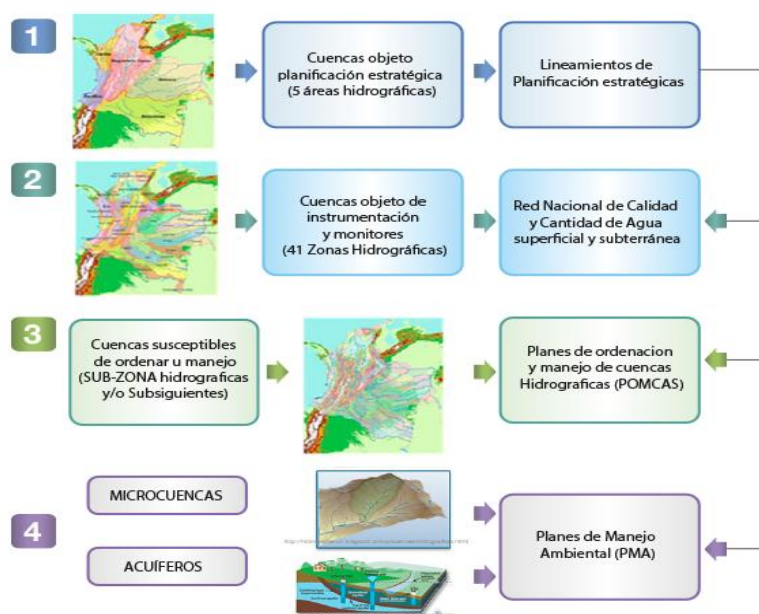 1
Cuencas objeto
planificación estratégica
(5 áreas hidrográficas)
Lineamientos de
Planificación estratégicas
2
Cuencas objeto de
instrumentación
y monitores
(41 Zonas Hidrográficas)
Red Nacional de Calidad
y Cantidad de Agua
superficial y subterránea
3
Cuencas susceptibles
de ordenar u manejo
(SUB-ZONA hidrograficas
y/o Subsiguientes)
Planes de ordenacion
y manejo de cuencas
Hidrograficas (POMCAS)
4
MICROCUENCAS
ACUÍFEROS
Planes de Manejo
Ambiental (PMA)